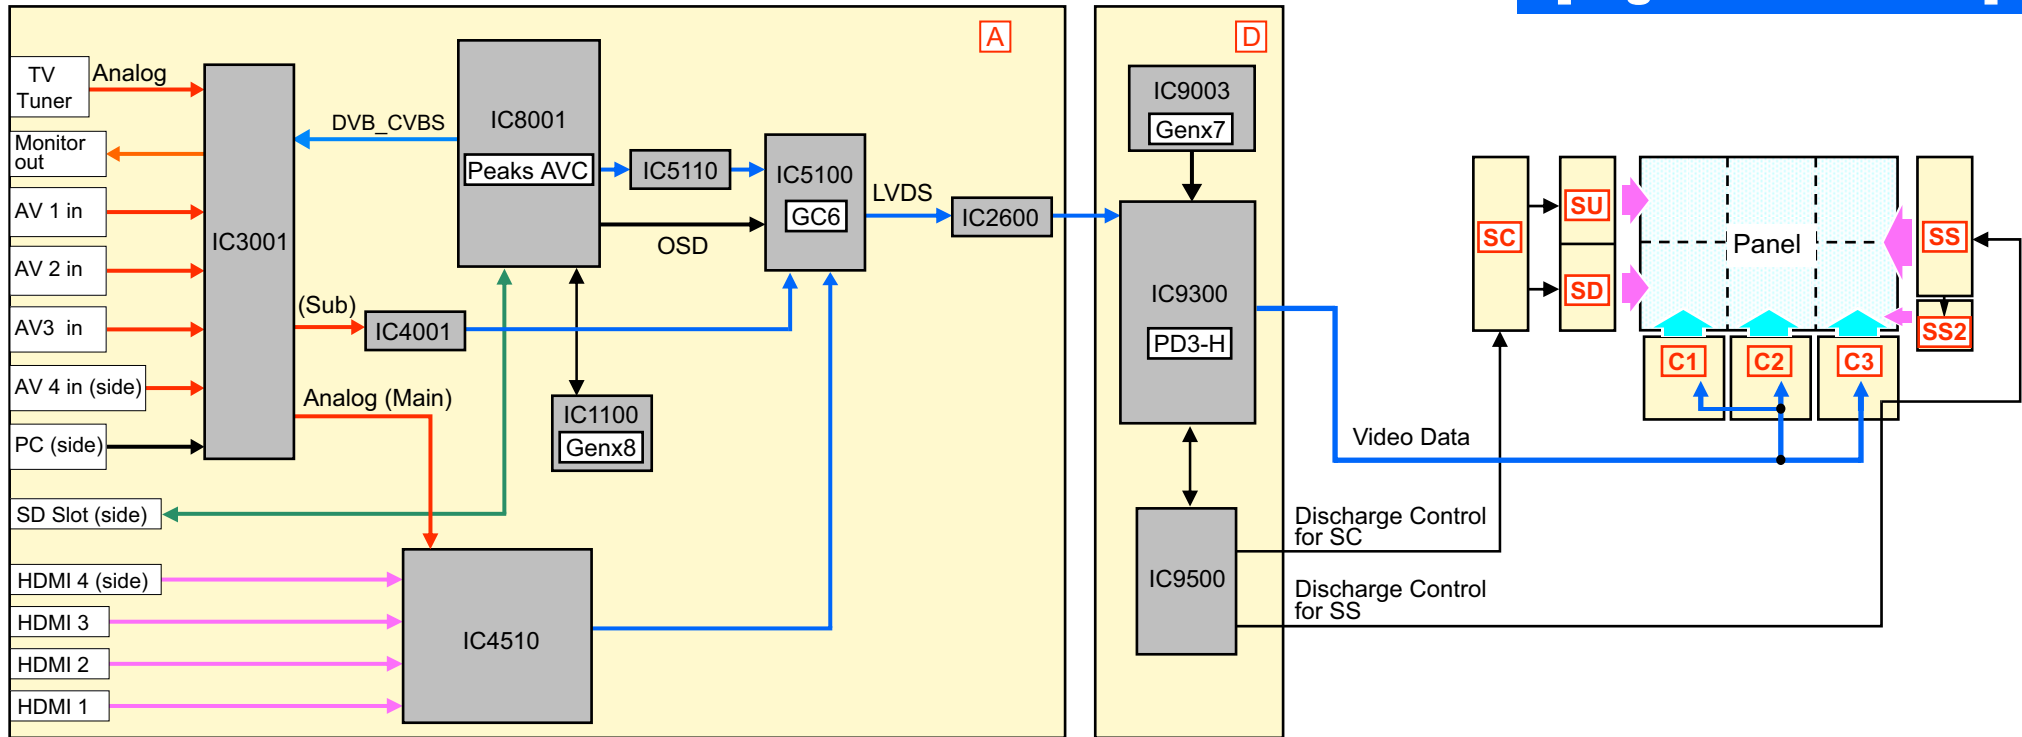 A
D
TV
Tuner
Analog
Monitor
out
AV 1 in
AV 2 in
AV3 in
AV 4 in (side)
PC (side)
SD Slot (side)
HDMI 4 (side)
HDMI 3
HDMI 2
HDMI 1
IC3001
DVB_CVBS
(Sub)
Analog (Main)
IC4001
IC8001
Peaks AVC
IC5110
OSD
IC5100
GC6
IC1100
Genx8
IC4510
LVDS
IC2600
IC9003
Genx7
IC9300
PD3-H
IC9500
Video Data
Discharge Control
for SC
Discharge Control
for SS
SC
SU
SD
Panel
SS
SS2
C1
C2
C3